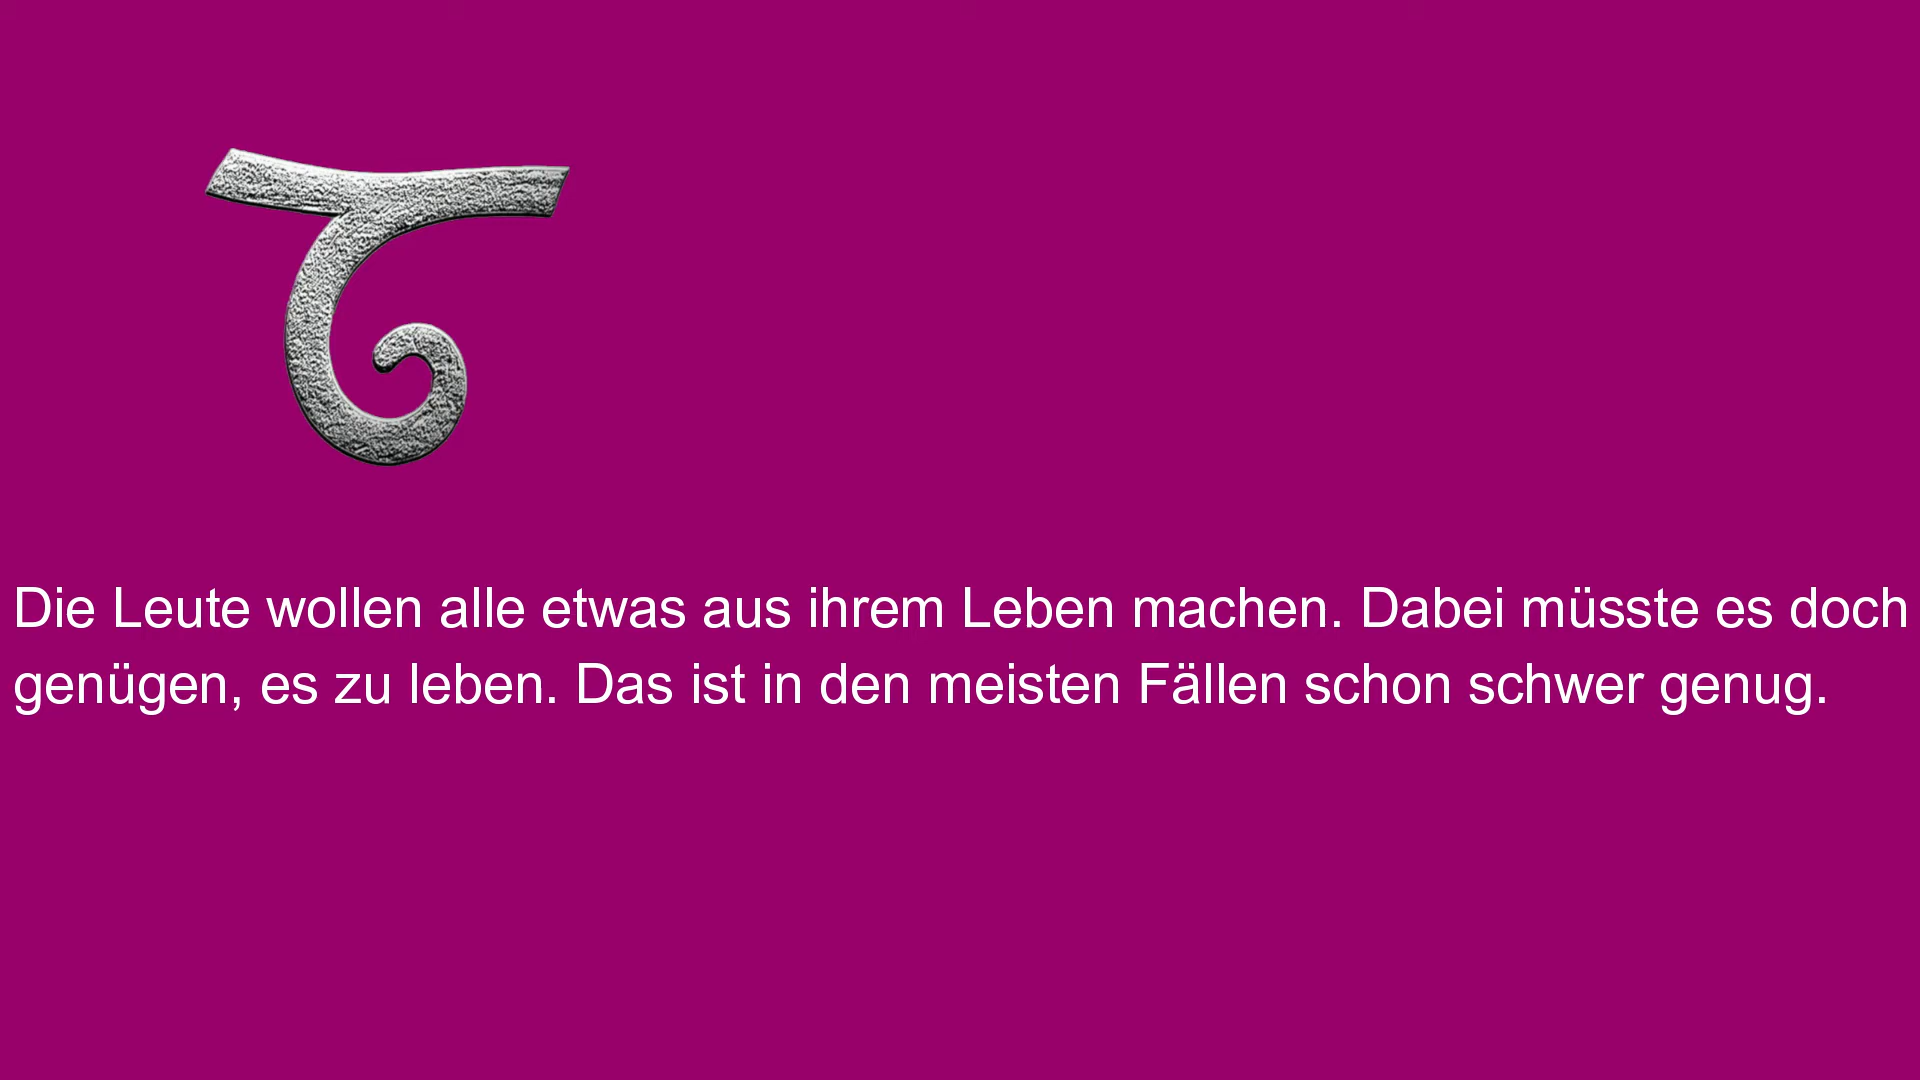 Die Leute wollen alle etwas aus ihrem Leben machen. Dabei müsste es doch
genügen, es zu leben. Das ist in den meisten Fällen schon schwer genug.